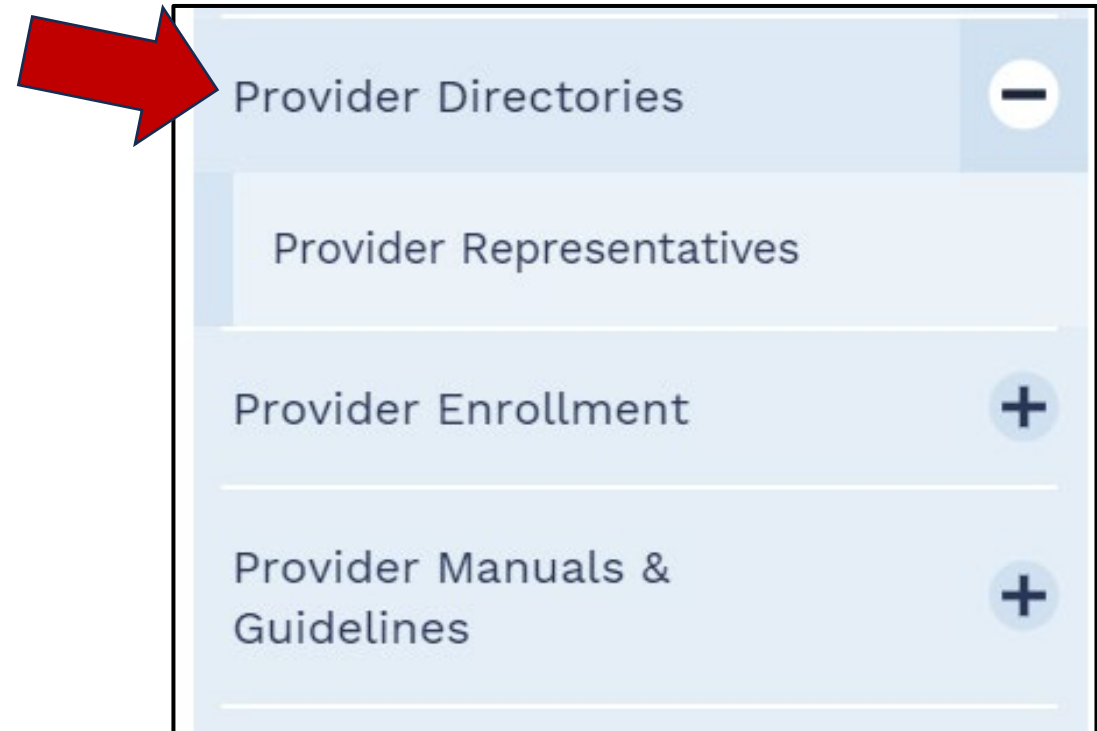 Provider Directories
Provider Representatives
Provider Enrollment
Provider Manuals &
Guidelines